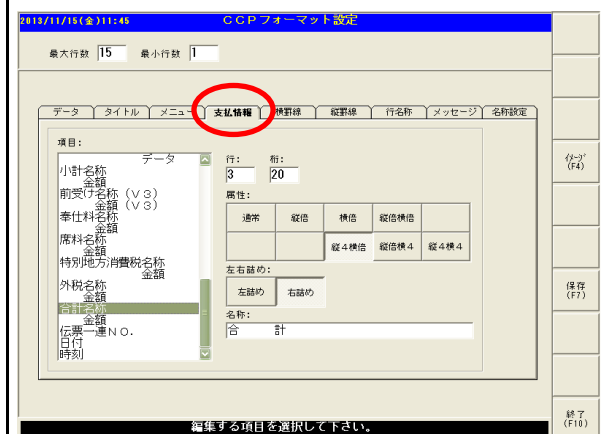 2013/11/15(金)11:45 CCPフォーマット設定
最大行数 15 最小行数 1
データ タイトル メニュー 支払情報 横罫線 縦罫線 行名称 メッセージ 名称設定
項目:
データ
小計名称
金額
前受け名称(V3)
金額(V3)
奉仕料名称
金額
席料名称
金額
特別地方消費税名称
金額
外税名称
金額
合計名称
金額
伝票一連NO.
日付
時刻
行: 桁:
3 20
属性:
通常 縦倍 横倍 縦倍横倍
縦4横倍 縦倍横4 縦4横4
左右詰め:
左詰め 右詰め
名称:
合 計
イメージ
(F4)
保存
(F7)
終了
(F10)
編集する項目を選択して下さい。